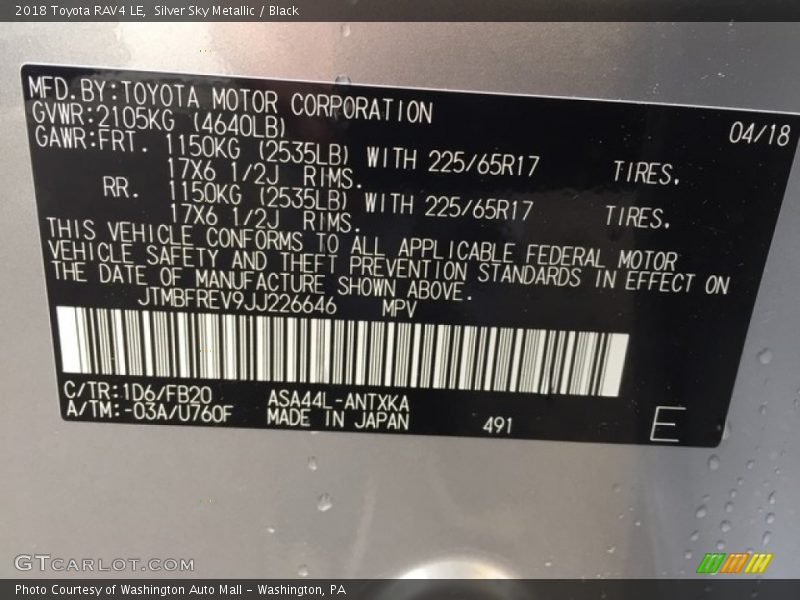 2018 Toyota RAV4 LE,  Silver Sky Metallic / Black
MFD.BY:TOYOTA MOTOR CORPORATION
04/18
GVWR:2105KG (4640LB)
GAWR:FRT. 1150KG (2535LB) WITH 225/65R17 TIRES.
17X6 1/2J RIMS.
RR. 1150KG (2535LB) WITH 225/65R17 TIRES.
17X6 1/2J RIMS.
THIS VEHICLE CONFORMS TO ALL APPLICABLE FEDERAL MOTOR
VEHICLE SAFETY AND THEFT PREVENTION STANDARDS IN EFFECT ON
THE DATE OF MANUFACTURE SHOWN ABOVE.
JTMBFREV9JJ226646 MPV
C/TR:1D6/FB20 ASA44L-ANTXKA
A/TM:-03A/U760F MADE IN JAPAN 491 E
GTCARLOT.COM
Photo Courtesy of Washington Auto Mall - Washington, PA